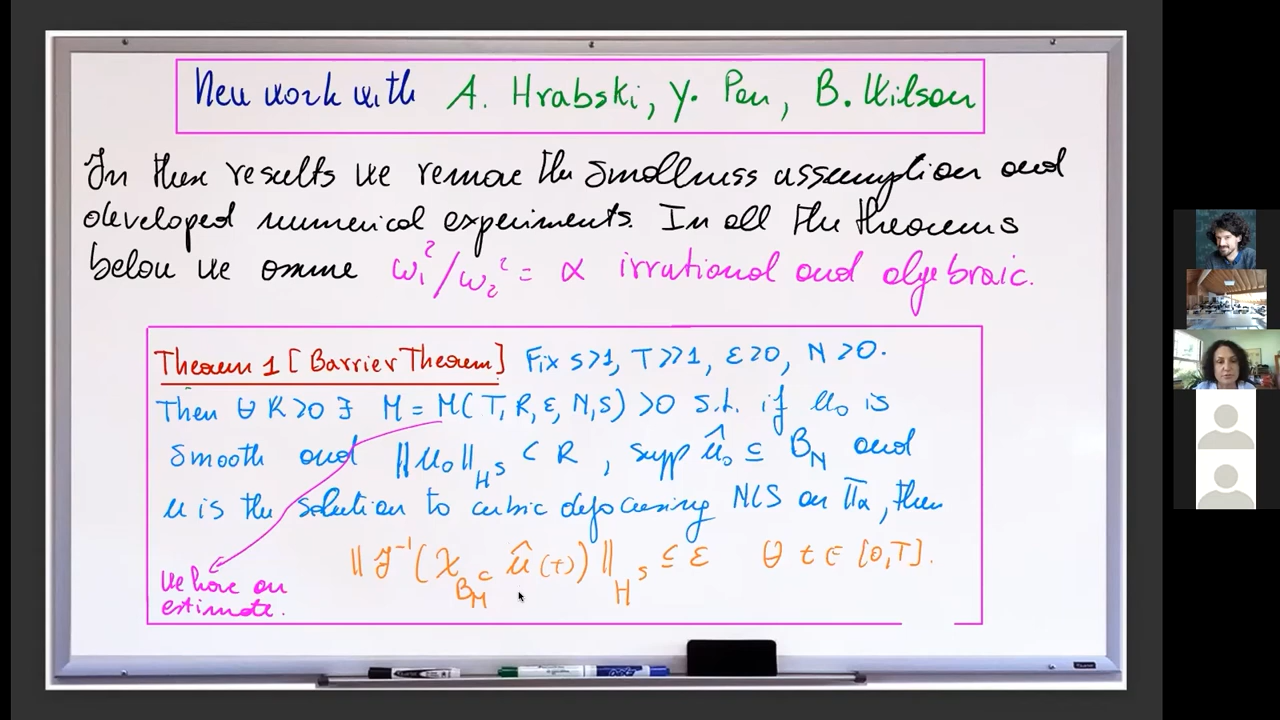 New work with A. Hrabski, Y. Pan, B. Wilson
In these results we remove the smallness assumption and
developed numerical experiments. In all the theorems
below we assume ω₁²/ω₂² = α irrational and algebraic.
Theorem 1 [Barrier Theorem] Fix s>1, T>>1, ε>0, N>0.
Then ∀ R>0 ∃ M = M(T, R, ε, N, s) >0 s.t. if u₀ is
smooth and ‖u₀‖_{H^s} < R, supp û₀ ⊆ B_N and
u is the solution to cubic defocusing NLS on 𝕋_α, then
‖ℱ⁻¹(χ_{B_M^c} û(t))‖_{H^s} ≤ ε ∀ t ∈ [0,T].
we have an
estimate.